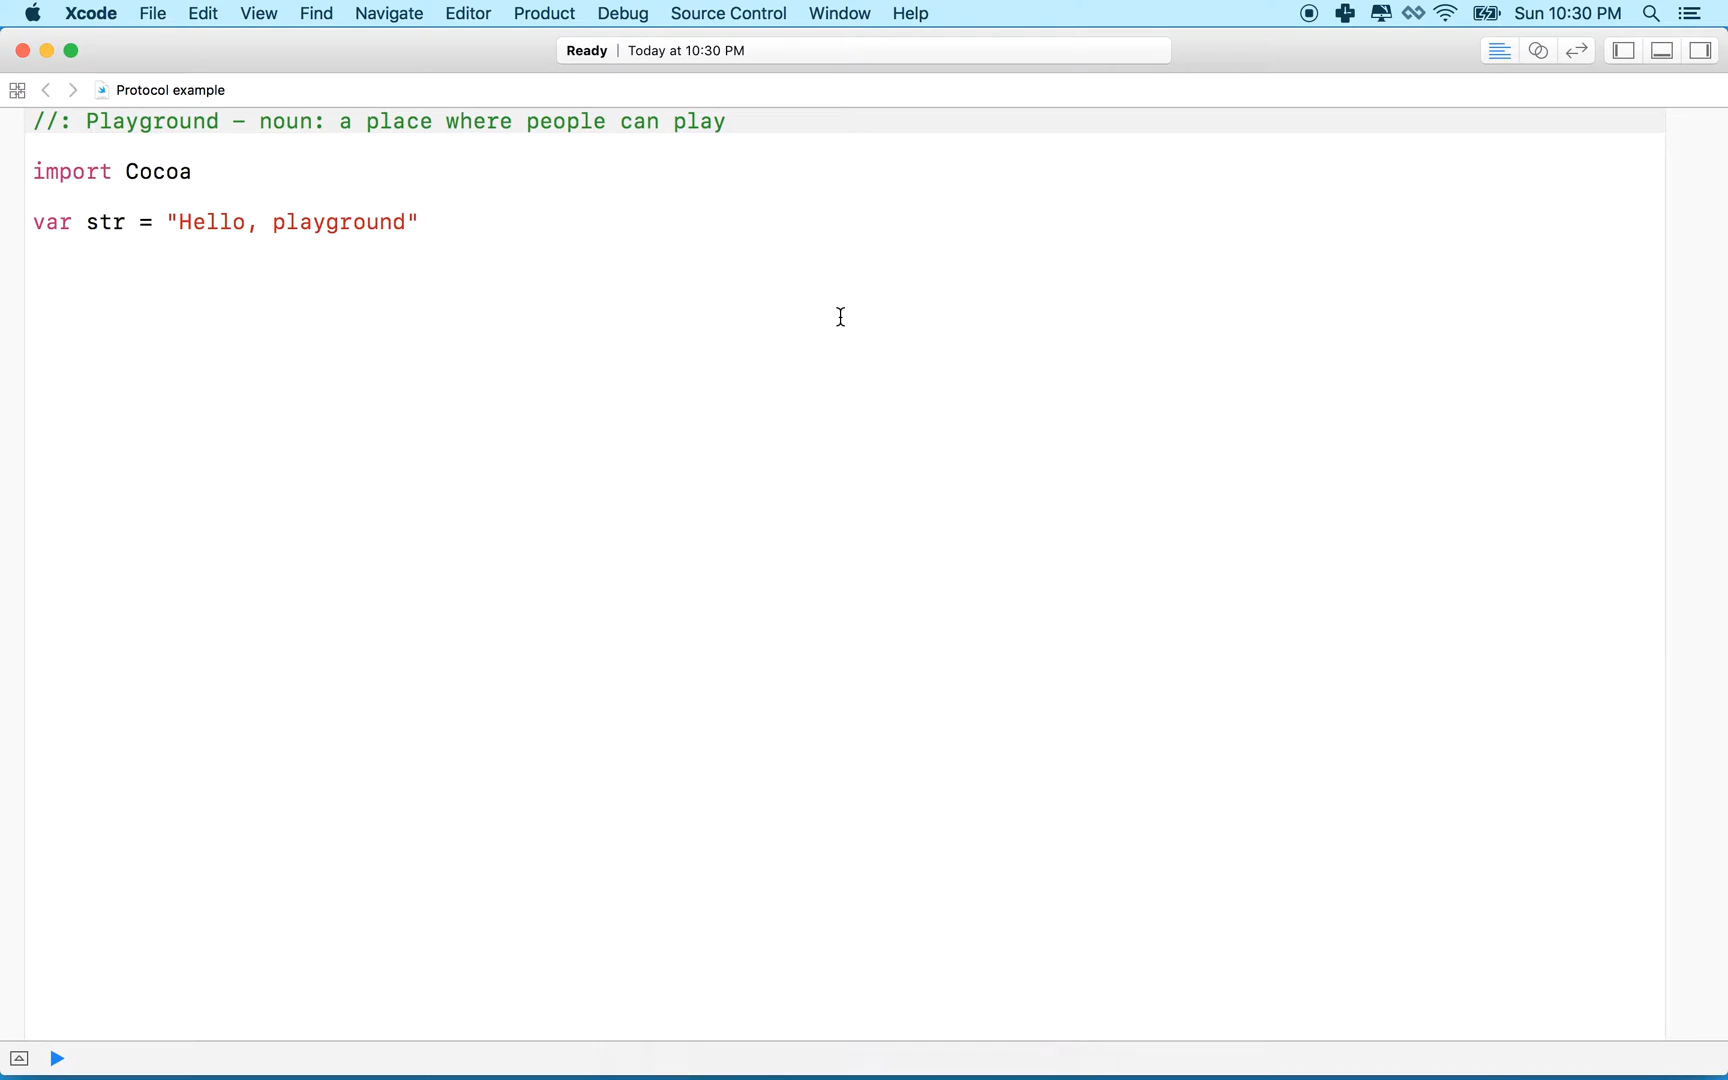 Xcode File Edit View Find Navigate Editor Product Debug Source Control Window Help Sun 10:30 PM
Ready | Today at 10:30 PM
Protocol example
//: Playground – noun: a place where people can play
import Cocoa
var str = "Hello, playground"